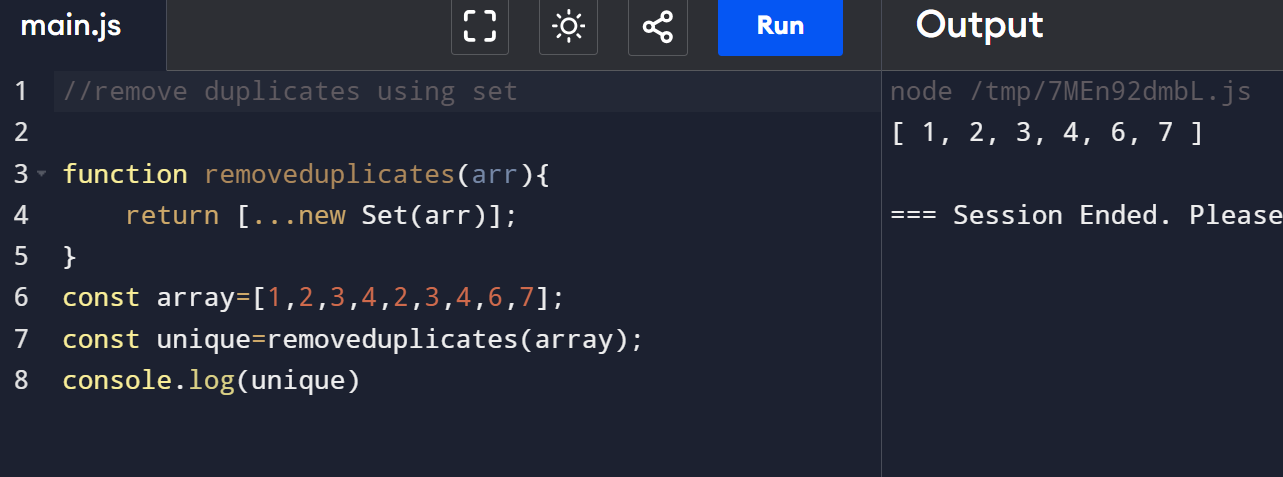 main.js
Run
Output
1 //remove duplicates using set
2
3 function removeduplicates(arr){
4     return [...new Set(arr)];
5 }
6 const array=[1,2,3,4,2,3,4,6,7];
7 const unique=removeduplicates(array);
8 console.log(unique)
node /tmp/7MEn92dmbL.js
[ 1, 2, 3, 4, 6, 7 ]
=== Session Ended. Please